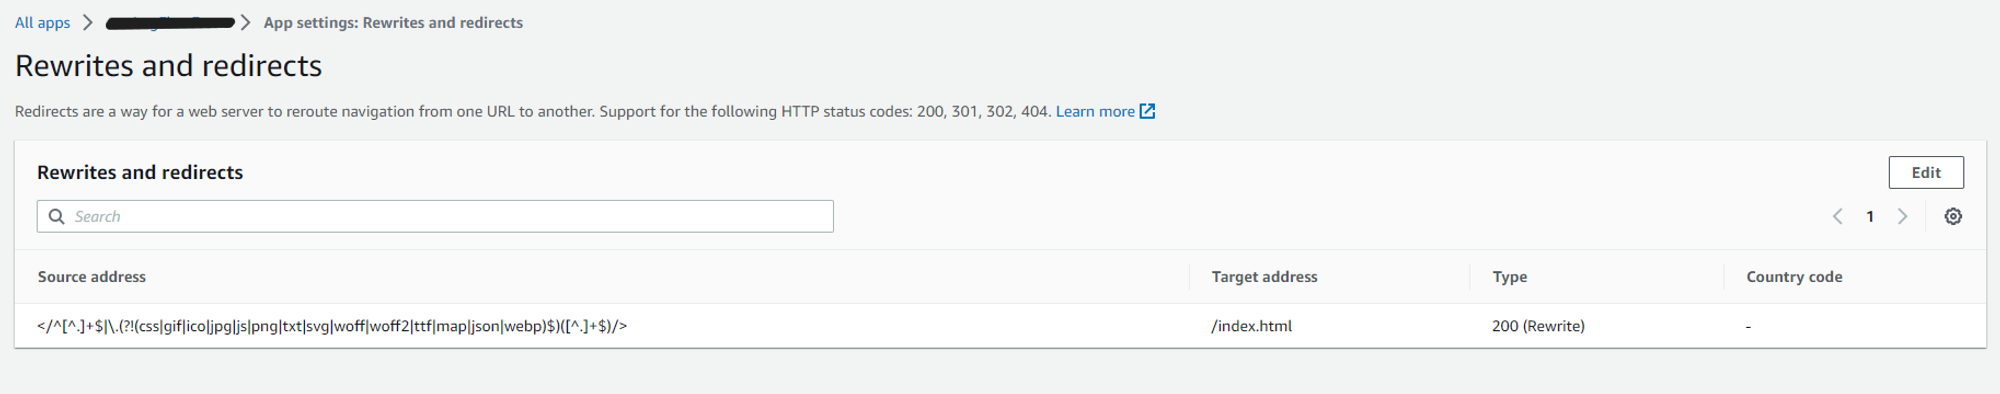 All apps > App settings: Rewrites and redirects
Rewrites and redirects
Redirects are a way for a web server to reroute navigation from one URL to another. Support for the following HTTP status codes: 200, 301, 302, 404. Learn more
Rewrites and redirects
Edit
Search
1
Source address Target address Type Country code
</^[^.]+$|\.(?!(css|gif|ico|jpg|js|png|txt|svg|woff|woff2|ttf|map|json|webp)$)([^.]+$)/> /index.html 200 (Rewrite) -